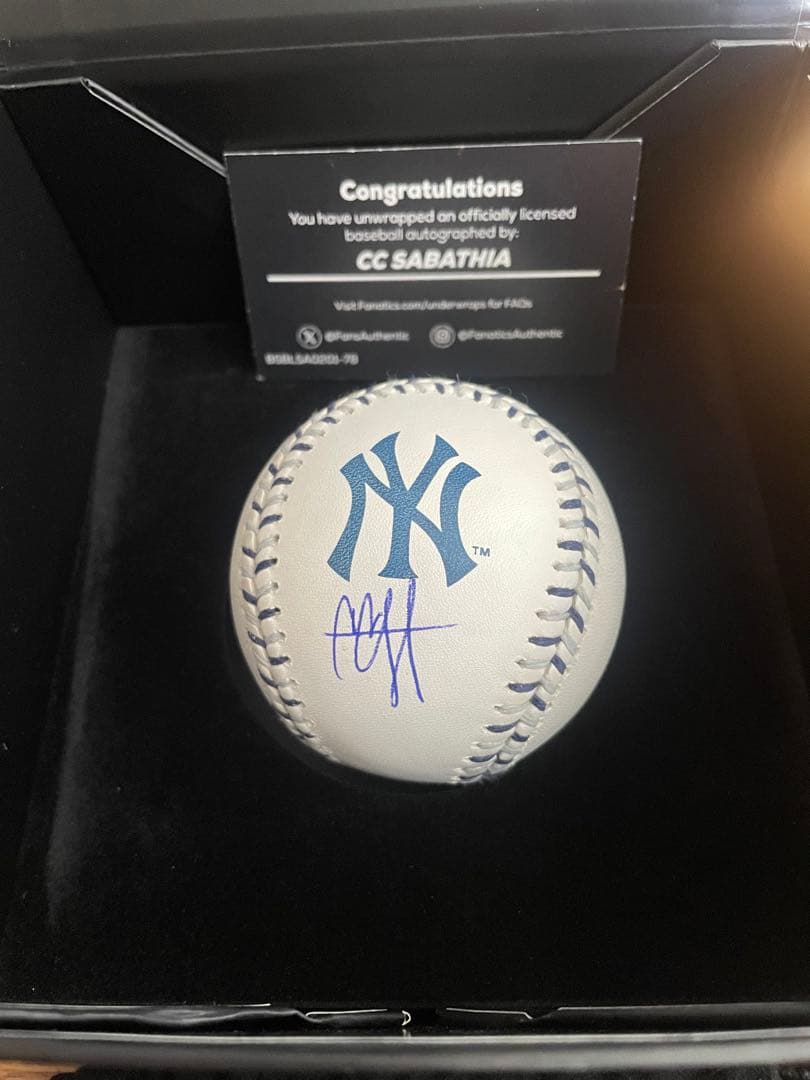 Congratulations
You have unwrapped an officially licensed
baseball autographed by:
CC SABATHIA
Visit Fanatics.com/underwraps for FAQs
@FansAuthentic @FanaticsAuthentic
NY
TM